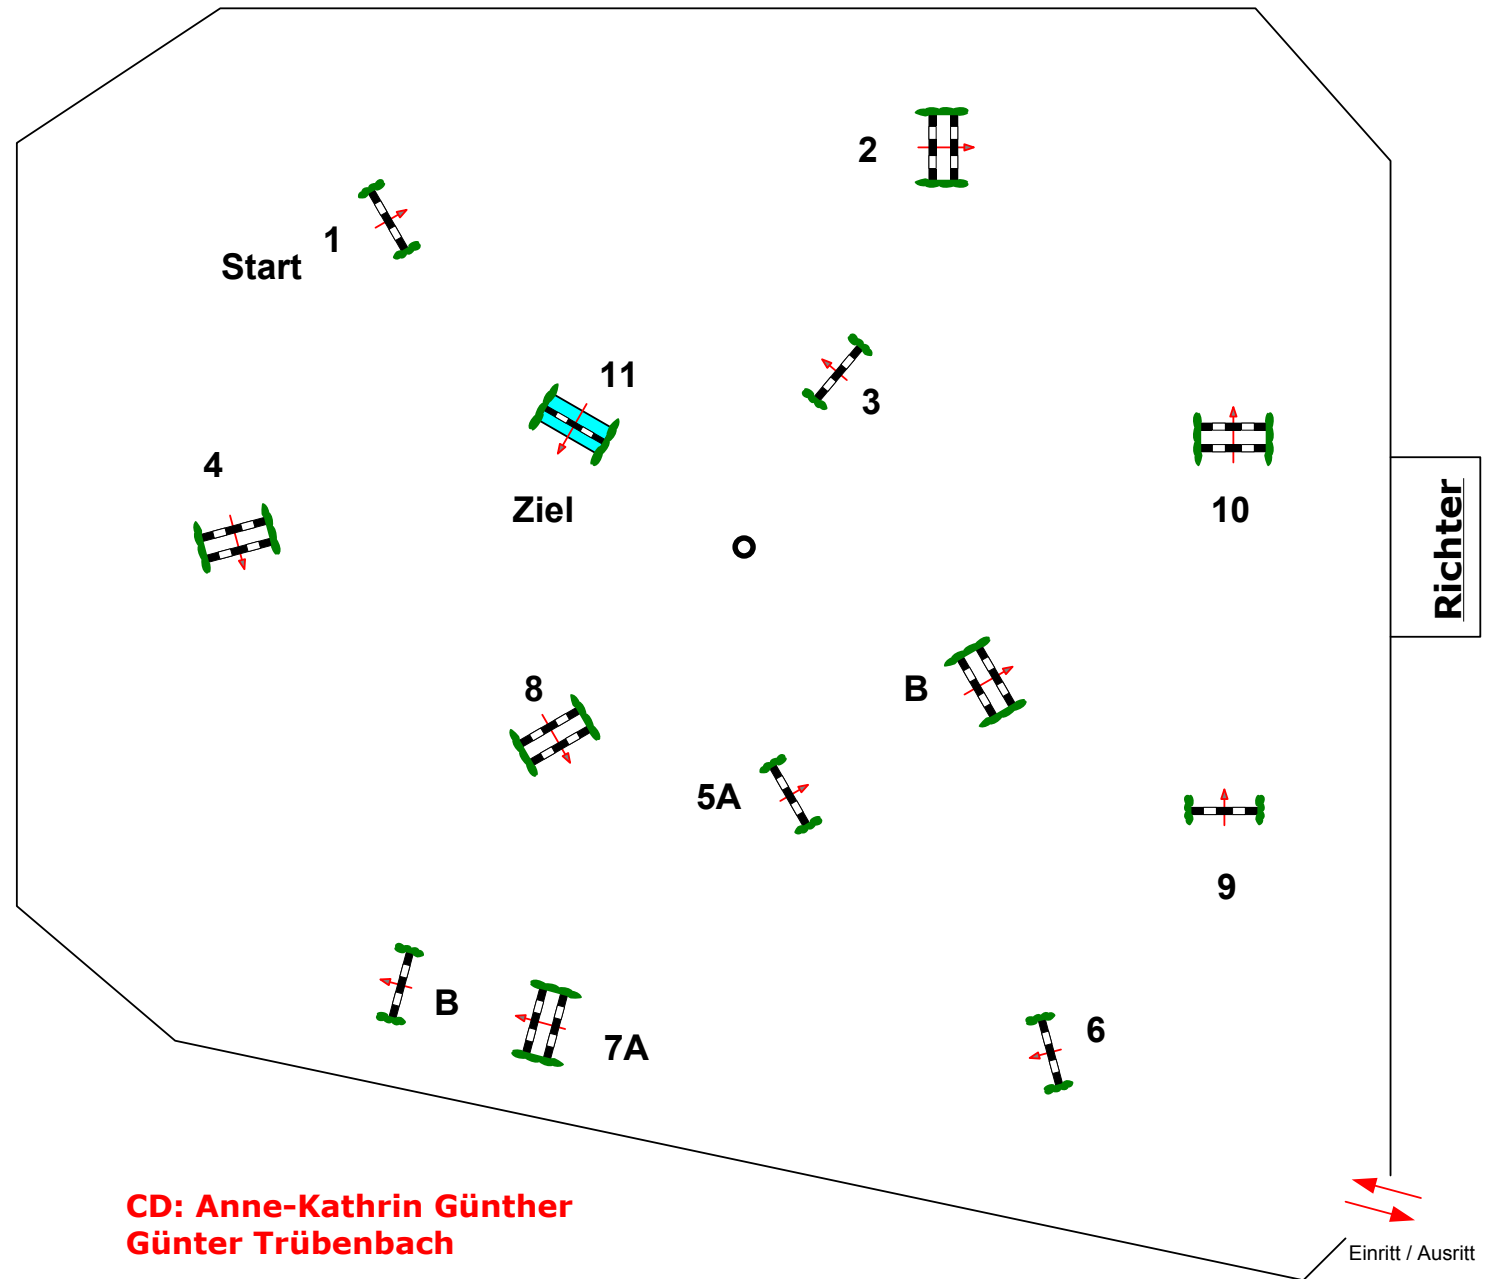 2
1
Start
11
3
4
Ziel
10
Richter
8
B
5A
9
B
7A
6
CD: Anne-Kathrin Günther
Günter Trübenbach
Einritt / Ausritt